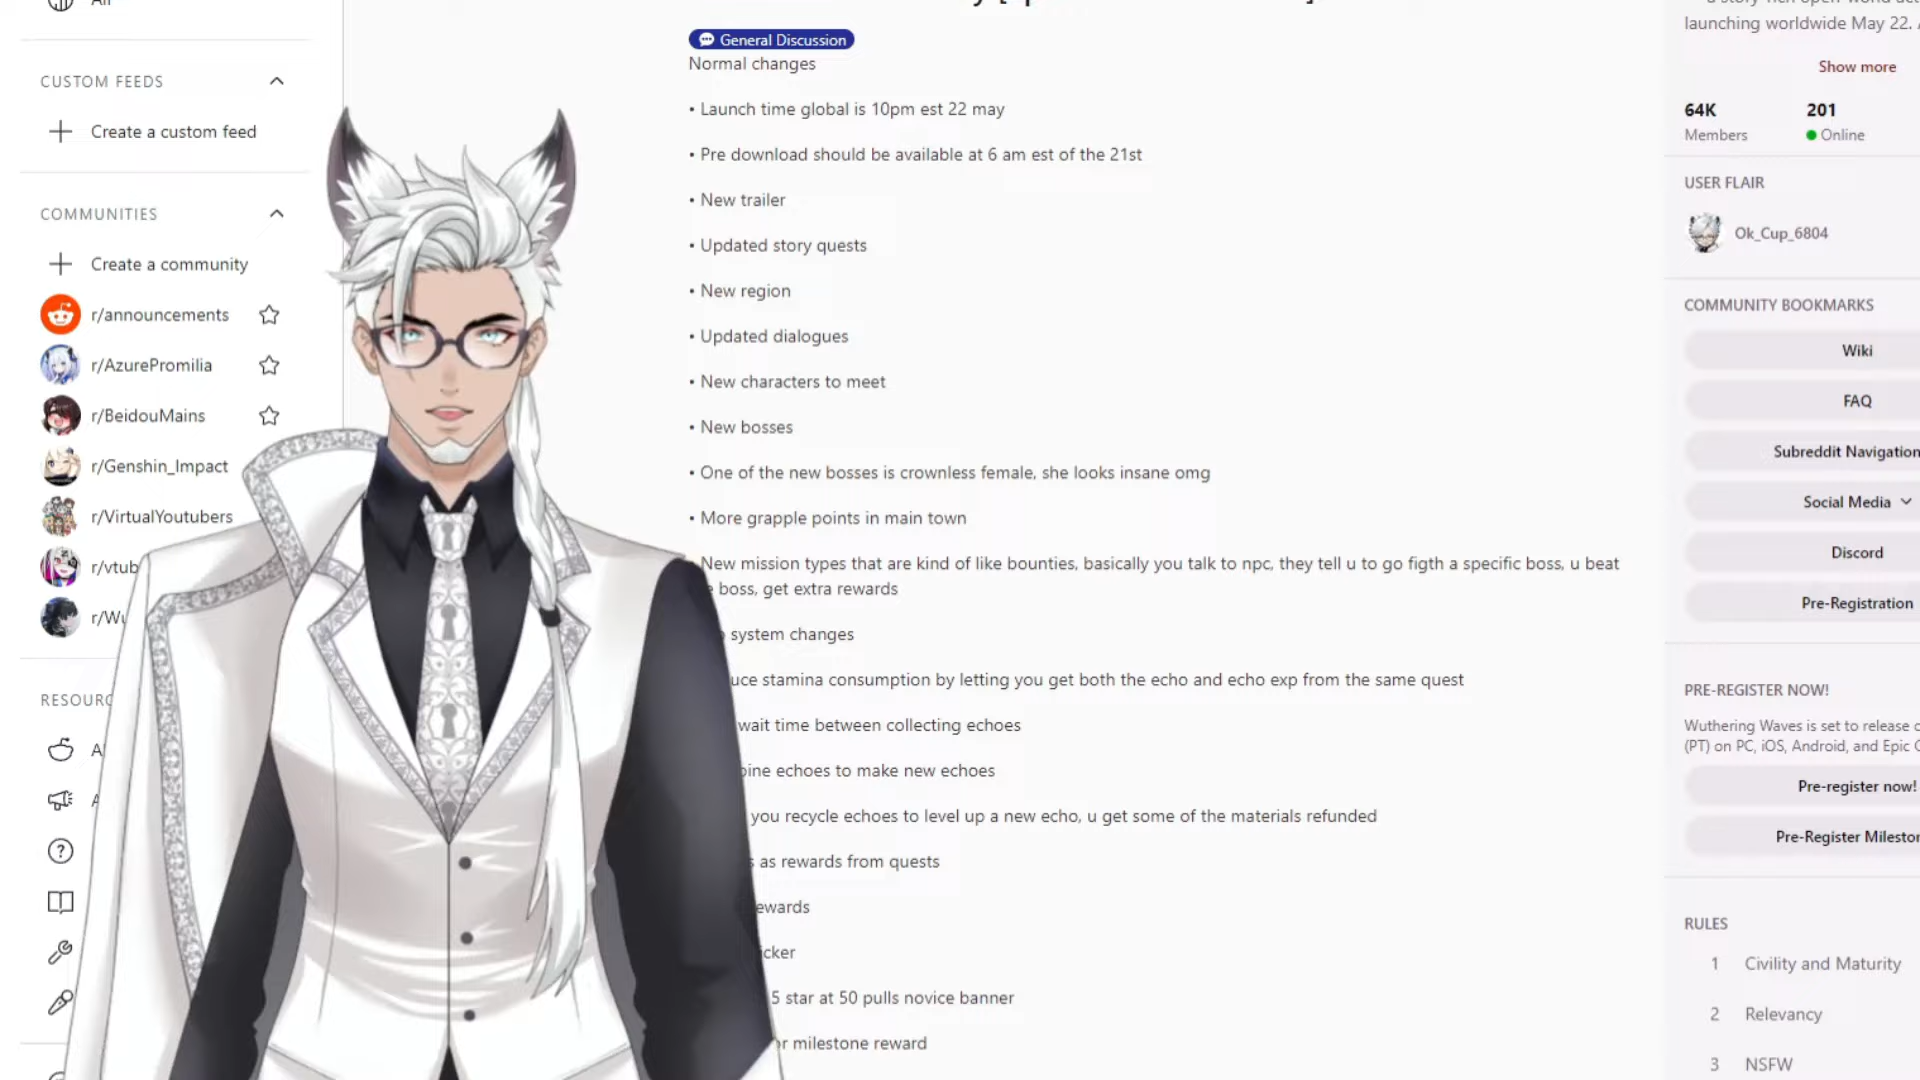 CUSTOM FEEDS
Create a custom feed
COMMUNITIES
Create a community
r/announcements
r/AzurePromilia
r/BeidouMains
r/Genshin_Impact
r/VirtualYoutubers
General Discussion
Normal changes
• Launch time global is 10pm est 22 may
• Pre download should be available at 6 am est of the 21st
• New trailer
• Updated story quests
• New region
• Updated dialogues
• New characters to meet
• New bosses
• One of the new bosses is crownless female, she looks insane omg
• More grapple points in main town
New mission types that are kind of like bounties, basically you talk to npc, they tell u to go figth a specific boss, u beat
boss, get extra rewards
system changes
stamina consumption by letting you get both the echo and echo exp from the same quest
wait time between collecting echoes
echoes to make new echoes
you recycle echoes to level up a new echo, u get some of the materials refunded
as rewards from quests
5 star at 50 pulls novice banner
milestone reward
launching worldwide May 22.
Show more
64K
201
Members
Online
USER FLAIR
Ok_Cup_6804
COMMUNITY BOOKMARKS
Wiki
FAQ
Subreddit Navigation
Social Media
Discord
Pre-Registration
PRE-REGISTER NOW!
Wuthering Waves is set to release
(PT) on PC, iOS, Android, and Epic
Pre-register now!
Pre-Register
RULES
1 Civility and Maturity
2 Relevancy
3 NSFW